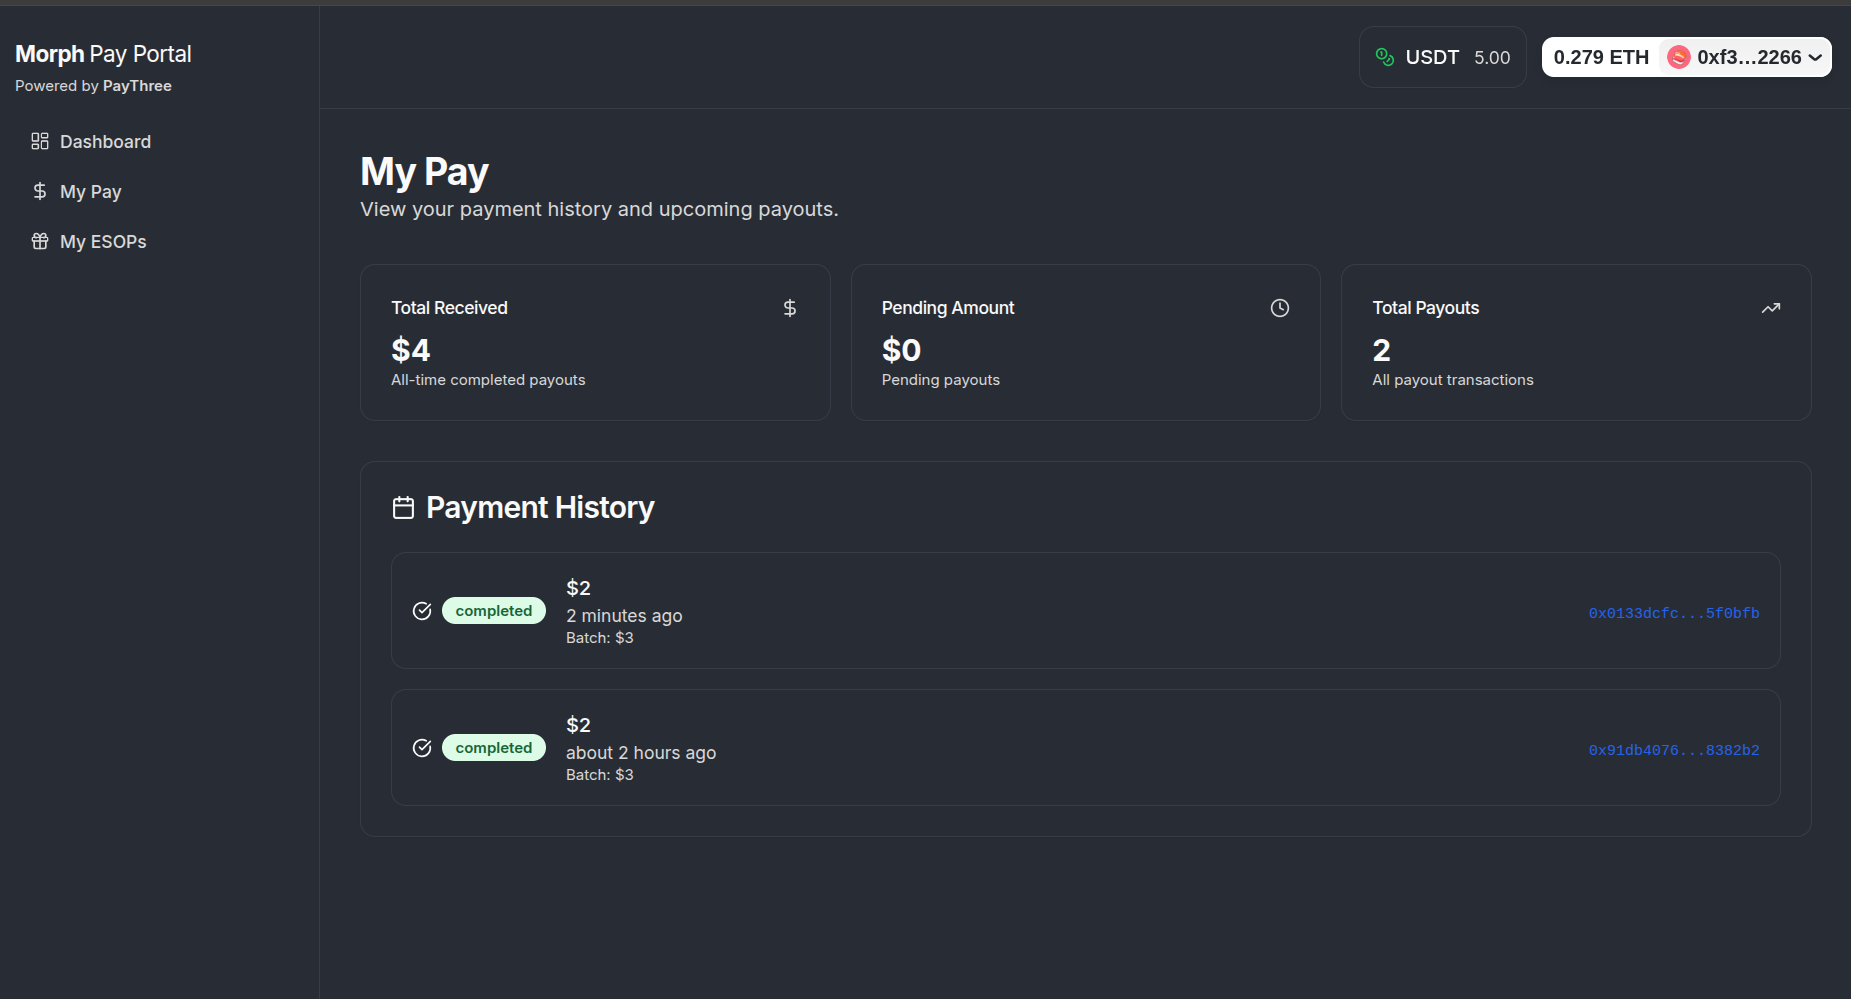 Morph Pay Portal
Powered by PayThree
Dashboard
My Pay
My ESOPs
USDT 5.00
0.279 ETH 0xf3...2266
My Pay
View your payment history and upcoming payouts.
Total Received
$4
All-time completed payouts
Pending Amount
$0
Pending payouts
Total Payouts
2
All payout transactions
Payment History
completed
$2
2 minutes ago
Batch: $3
0x0133dcfc...5f0bfb
completed
$2
about 2 hours ago
Batch: $3
0x91db4076...8382b2